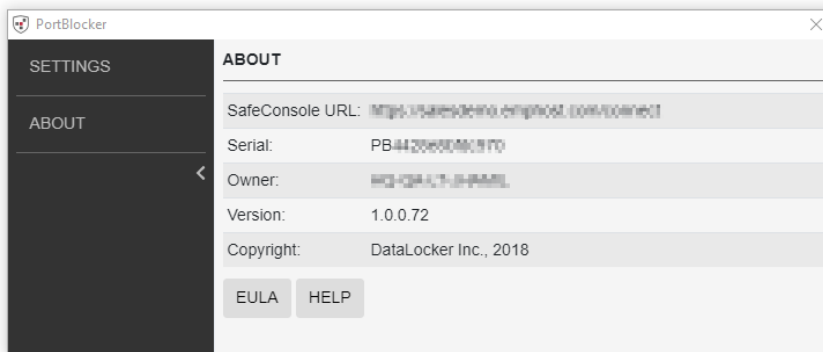 PortBlocker
SETTINGS
ABOUT
ABOUT
SafeConsole URL:
Serial: PB
Owner:
Version: 1.0.0.72
Copyright: DataLocker Inc., 2018
EULA HELP